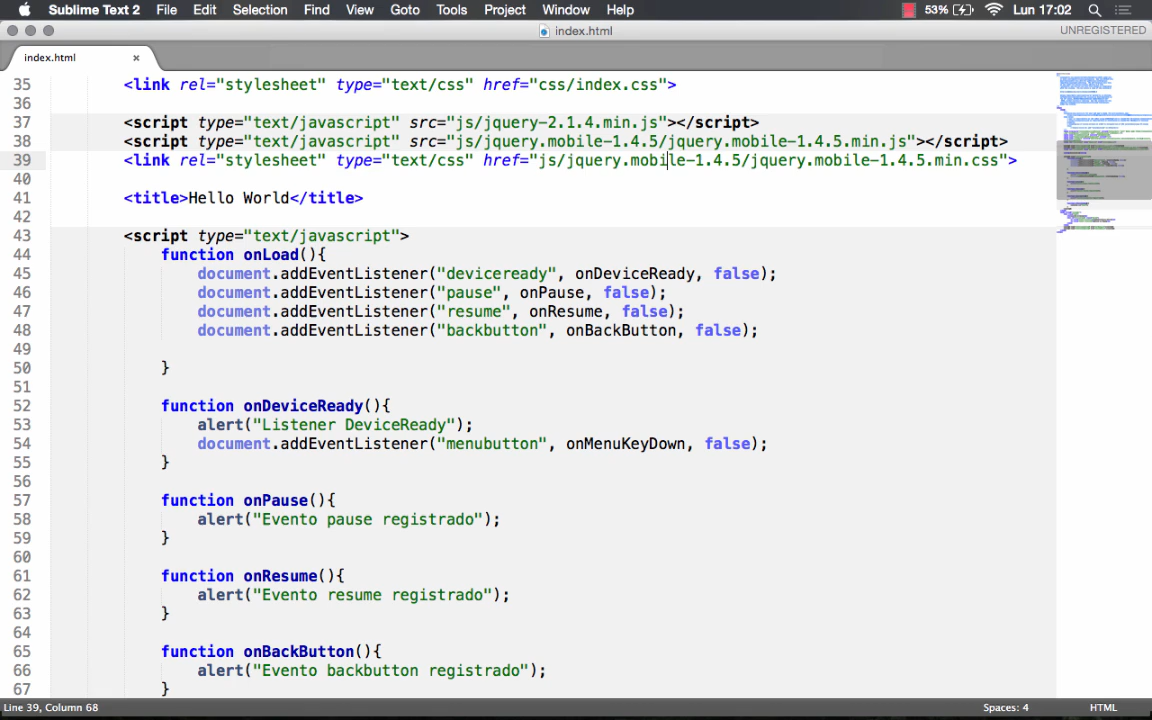 Sublime Text 2 File Edit Selection Find View Goto Tools Project Window Help 53% Lun 17:02
index.html UNREGISTERED
index.html ×
35 <link rel="stylesheet" type="text/css" href="css/index.css">
36
37 <script type="text/javascript" src="js/jquery-2.1.4.min.js"></script>
38 <script type="text/javascript" src="js/jquery.mobile-1.4.5/jquery.mobile-1.4.5.min.js"></script>
39 <link rel="stylesheet" type="text/css" href="js/jquery.mobile-1.4.5/jquery.mobile-1.4.5.min.css">
40
41 <title>Hello World</title>
42
43 <script type="text/javascript">
44 function onLoad(){
45 document.addEventListener("deviceready", onDeviceReady, false);
46 document.addEventListener("pause", onPause, false);
47 document.addEventListener("resume", onResume, false);
48 document.addEventListener("backbutton", onBackButton, false);
49
50 }
51
52 function onDeviceReady(){
53 alert("Listener DeviceReady");
54 document.addEventListener("menubutton", onMenuKeyDown, false);
55 }
56
57 function onPause(){
58 alert("Evento pause registrado");
59 }
60
61 function onResume(){
62 alert("Evento resume registrado");
63 }
64
65 function onBackButton(){
66 alert("Evento backbutton registrado");
67 }
Line 39, Column 68 Spaces: 4 HTML